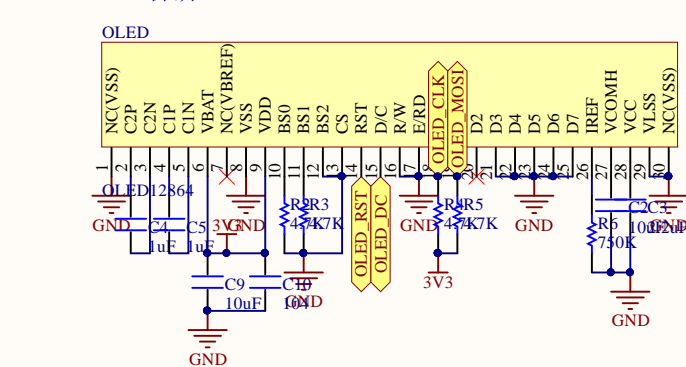 OLED
NC(VSS)
C2P
C2N
C1P
C1N
VBAT
NC(VBREF)
VSS
VDD
BS0
BS1
BS2
CS
RST
D/C
R/W
E/RD
OLED_CLK
OLED_MOSI
D2
D3
D4
D5
D6
D7
IREF
VCOMH
VCC
VLSS
NC(VSS)
1
2
3
4
5
6
7
8
9
10
11
12
13
14
15
16
17
20
21
22
23
24
25
26
27
28
29
30
OLED12864
GND
C4
1uF
C5
1uF
3V3
GND
R2
4.7K
R3
4.7K
OLED_RST
OLED_DC
GND
R4
4.7K
R5
4.7K
GND
R6
750K
C2
C3
GND
C9
10uF
C10
104
GND
3V3
GND
GND